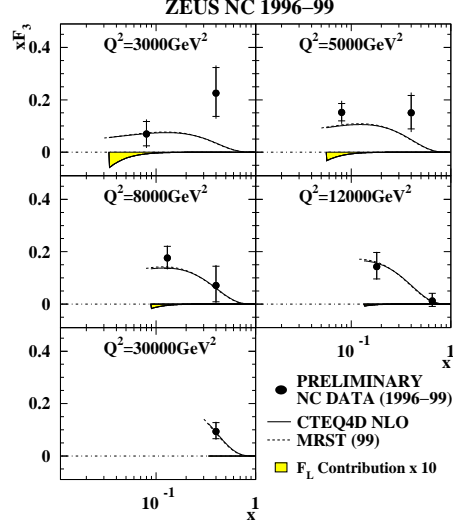 ZEUS NC 1996–99
xF₃
Q²=3000GeV²
Q²=5000GeV²
0.4
0.2
0
Q²=8000GeV²
Q²=12000GeV²
0.4
0.2
0
Q²=30000GeV²
0.4
0.2
0
10⁻¹
1
x
10⁻¹
1
x
PRELIMINARY
NC DATA (1996–99)
CTEQ4D NLO
MRST (99)
F_L Contribution x 10